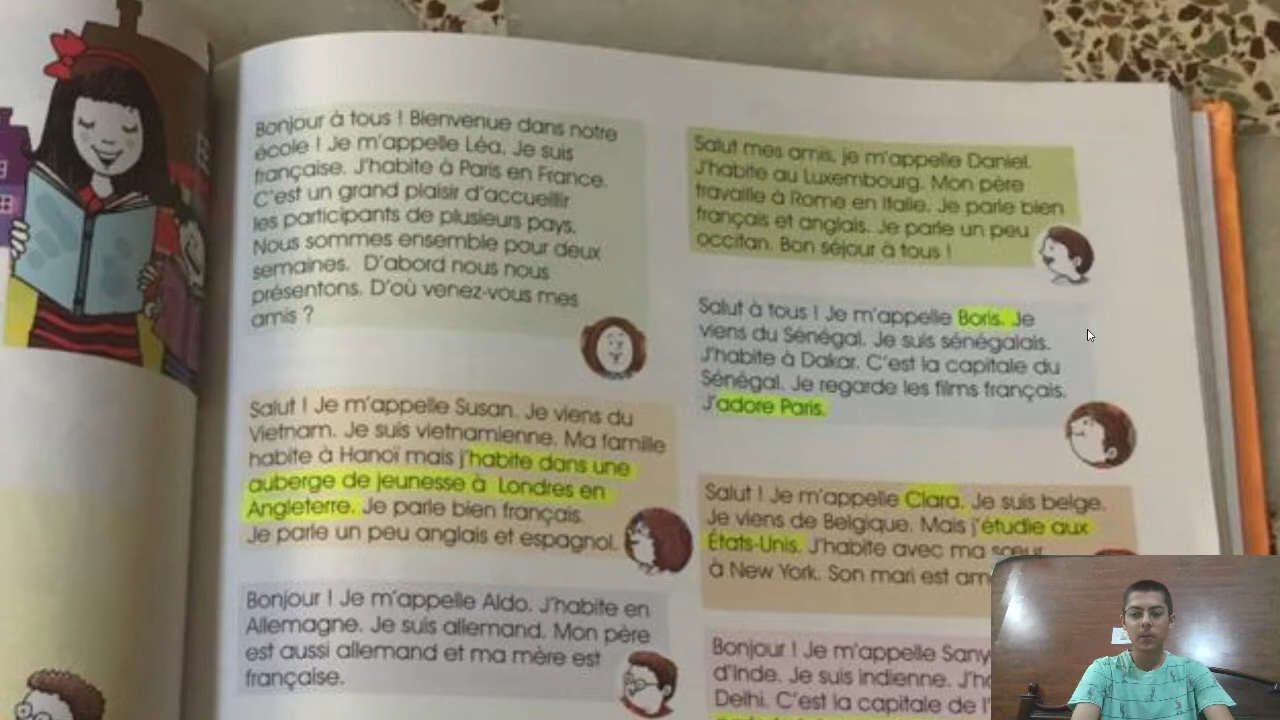 Bonjour à tous ! Bienvenue dans notre
école ! Je m'appelle Léa. Je suis
française. J'habite à Paris en France.
C'est un grand plaisir d'accueillir
les participants de plusieurs pays.
Nous sommes ensemble pour deux
semaines. D'abord nous nous
présentons. D'où venez-vous mes
amis ?
Salut ! Je m'appelle Susan. Je viens du
Vietnam. Je suis vietnamienne. Ma famille
habite à Hanoï mais j'habite dans une
auberge de jeunesse à Londres en
Angleterre. Je parle bien français.
Je parle un peu anglais et espagnol.
Bonjour ! Je m'appelle Aldo. J'habite en
Allemagne. Je suis allemand. Mon père
est aussi allemand et ma mère est
française.
Salut mes amis, je m'appelle Daniel.
J'habite au Luxembourg. Mon père
travaille à Rome en Italie. Je parle bien
français et anglais. Je parle un peu
occitan. Bon séjour à tous !
Salut à tous ! Je m'appelle Boris. Je
viens du Sénégal. Je suis sénégalais.
J'habite à Dakar. C'est la capitale du
Sénégal. Je regarde les films français.
J'adore Paris.
Salut ! Je m'appelle Clara. Je suis belge.
Je viens de Belgique. Mais j'étudie aux
États-Unis. J'habite avec ma sœur
à New York. Son mari est am
Bonjour ! Je m'appelle Sany
d'Inde. Je suis indienne. J'h
Delhi. C'est la capitale de l'